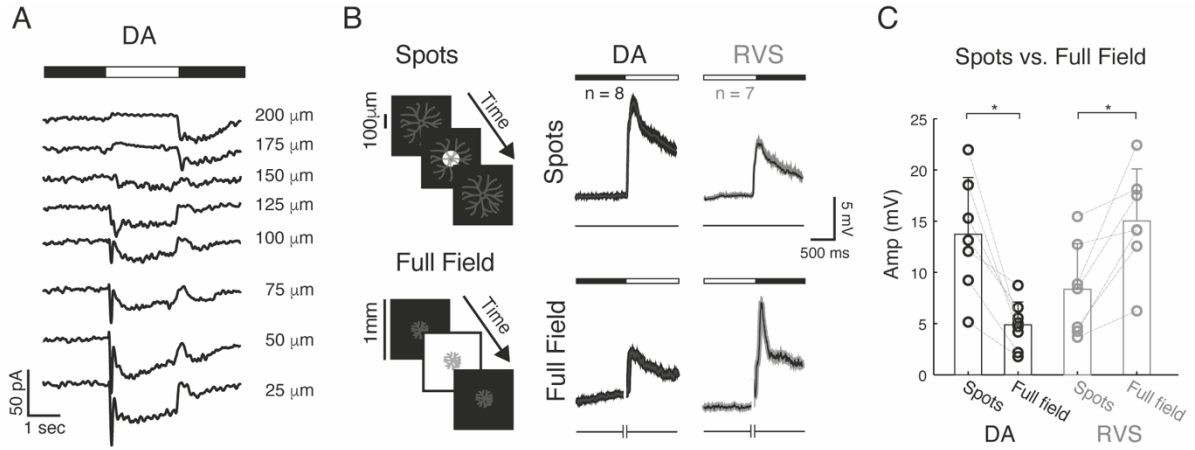 A
DA
200 μm
175 μm
150 μm
125 μm
100 μm
75 μm
50 μm
25 μm
50 pA
1 sec
B
Spots
100μm
Time
Full Field
1mm
Time
DA
RVS
n = 8
n = 7
Spots
5 mV
500 ms
Full Field
C
Spots vs. Full Field
*
*
25
20
15
10
5
0
Amp (mV)
Spots
Full field
Spots
Full field
DA
RVS